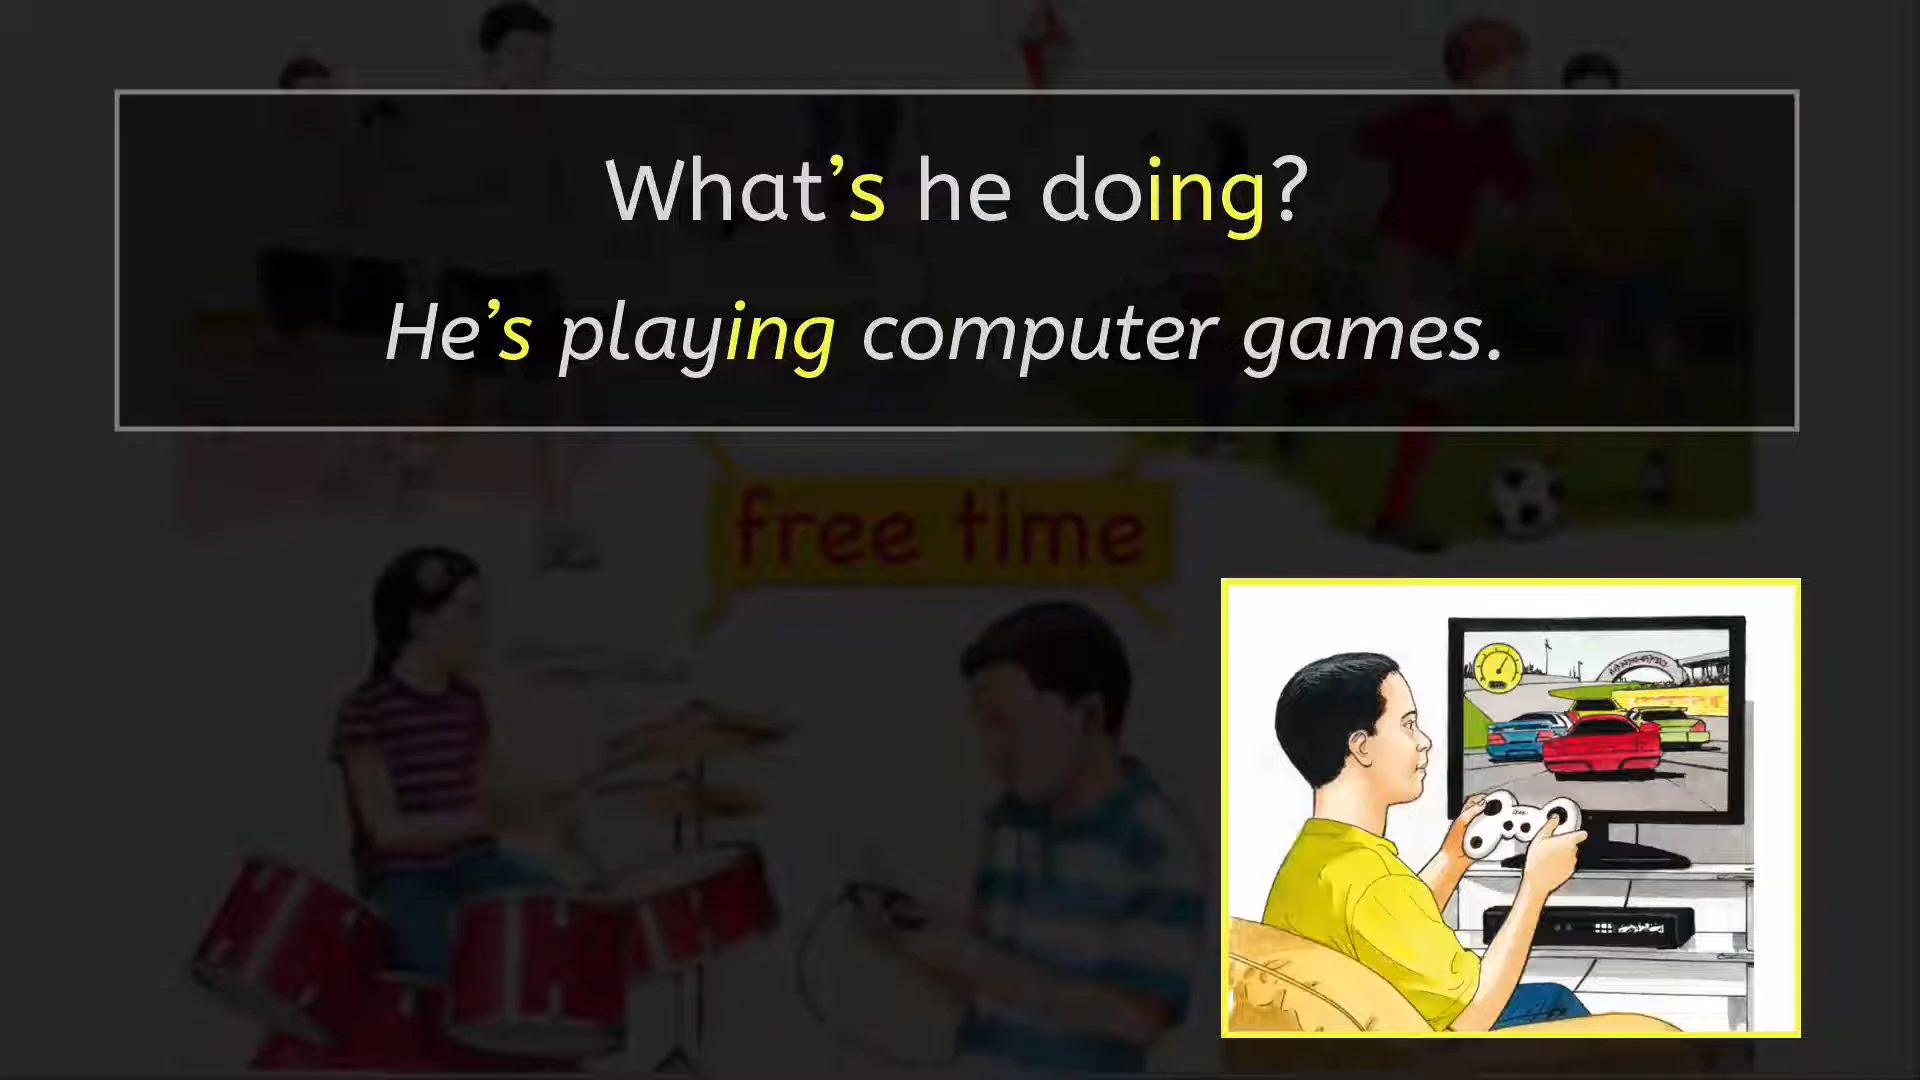 What’s he doing?
He’s playing computer games.
free time